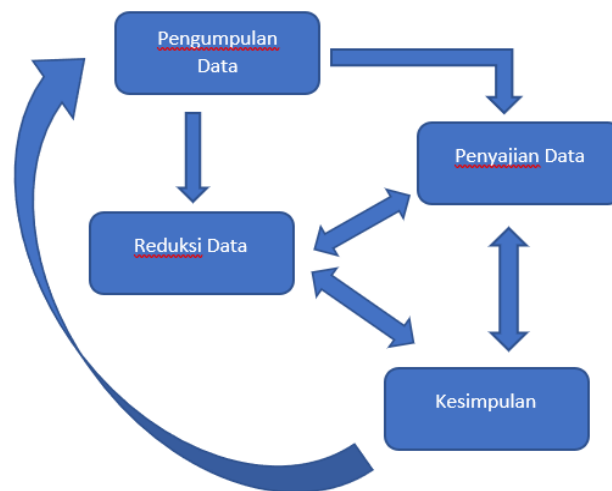 Pengumpulan
Data
Penyajian Data
Reduksi Data
Kesimpulan